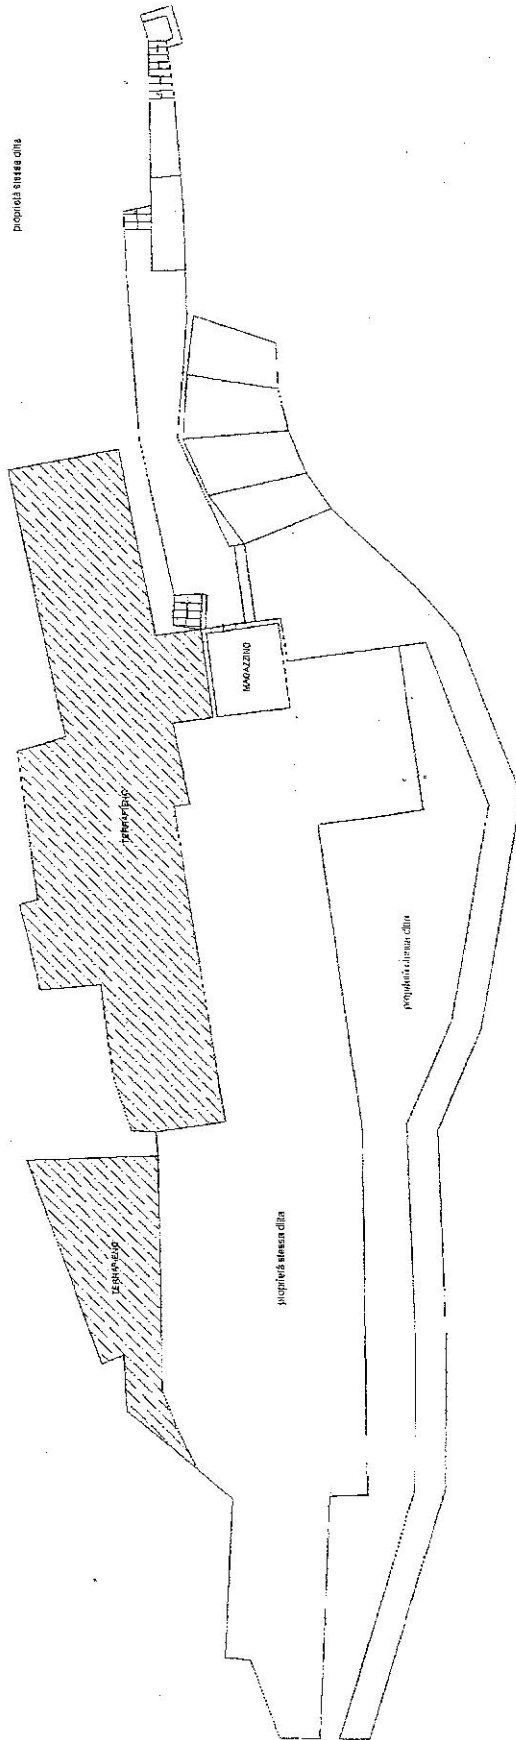 proprietà stessa ditta
MAGAZZINO
TERRAPIENO
proprietà stessa ditta
TERRAPIENO
proprietà stessa ditta